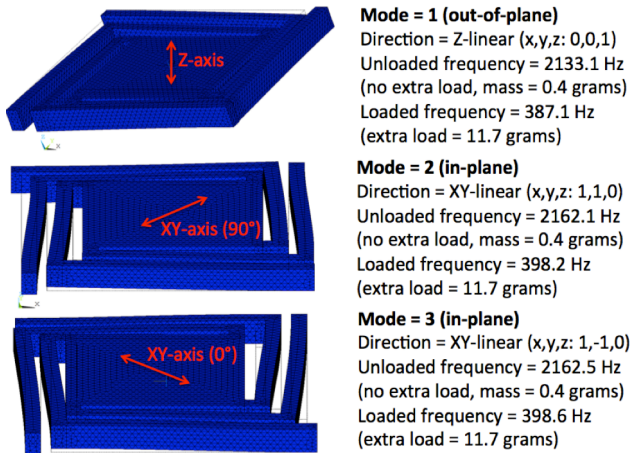 Mode = 1 (out-of-plane)
Direction = Z-linear (x,y,z: 0,0,1)
Unloaded frequency = 2133.1 Hz
(no extra load, mass = 0.4 grams)
Loaded frequency = 387.1 Hz
(extra load = 11.7 grams)
Z-axis
X
Mode = 2 (in-plane)
Direction = XY-linear (x,y,z: 1,1,0)
Unloaded frequency = 2162.1 Hz
(no extra load, mass = 0.4 grams)
Loaded frequency = 398.2 Hz
(extra load = 11.7 grams)
XY-axis (90°)
X
Mode = 3 (in-plane)
Direction = XY-linear (x,y,z: 1,-1,0)
Unloaded frequency = 2162.5 Hz
(no extra load, mass = 0.4 grams)
Loaded frequency = 398.6 Hz
(extra load = 11.7 grams)
XY-axis (0°)